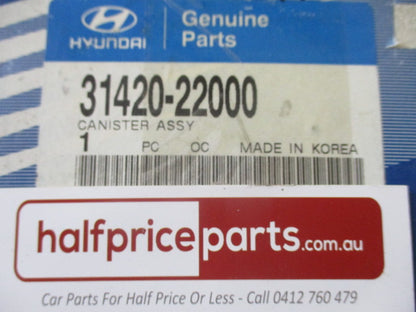 HYUNDAI
Genuine
Parts
31420-22000
CANISTER ASSY
1 PC OC MADE IN KOREA
halfpriceparts.com.au
Car Parts For Half Price Or Less - Call 0412 760 479